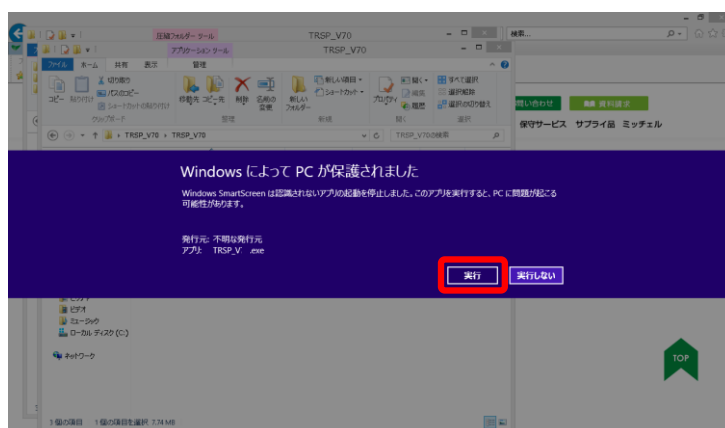 圧縮フォルダー ツール
TRSP_V70
検索...
アプリケーション ツール
TRSP_V70
ファイル ホーム 共有 表示 管理
コピー 貼り付け
切り取り
パスのコピー
ショートカットの貼り付け
移動先 コピー先 削除 名前の変更
新しいフォルダー
新しい項目
ショートカット
プロパティ
開く
編集
履歴
すべて選択
選択解除
選択の切り替え
クリップボード 整理 新規 開く 選択
問い合わせ 資料請求
保守サービス サプライ品 ミッチェル
TRSP_V70 TRSP_V70
TRSP_V70の検索
Windows によって PC が保護されました
Windows SmartScreen は認識されないアプリの起動を停止しました。このアプリを実行すると、PC に問題が起こる
可能性があります。
発行元: 不明な発行元
アプリ: TRSP_V .exe
実行 実行しない
ビデオ
ミュージック
ローカル ディスク (C:)
ネットワーク
TOP
1 個の項目を選択 7.74 MB